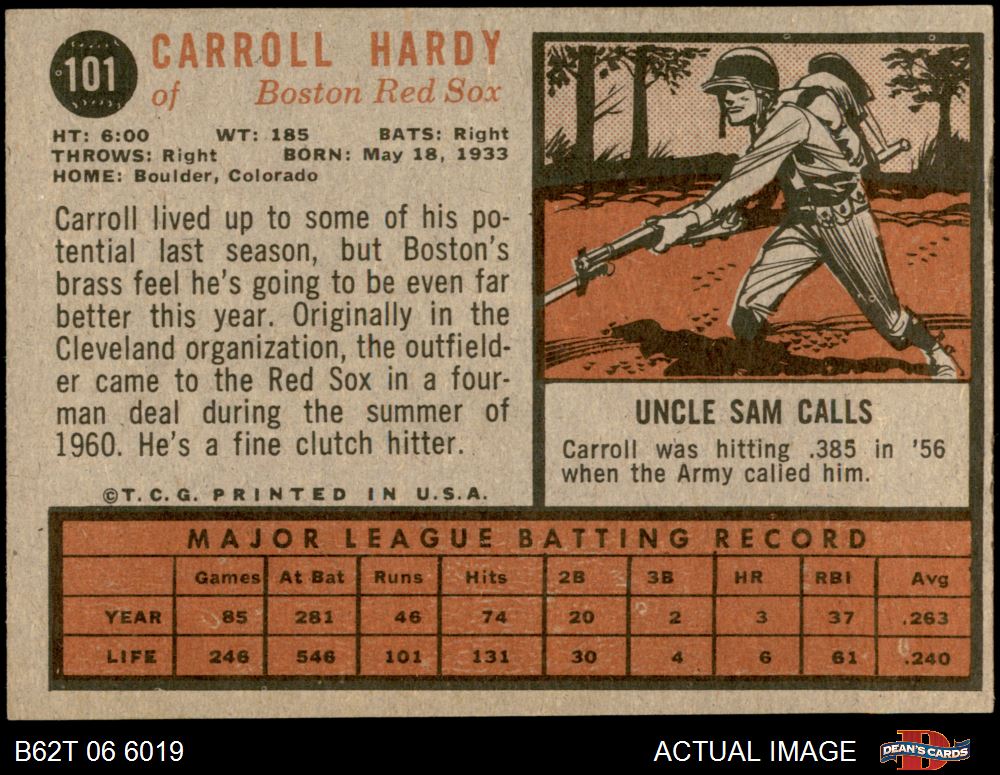 101
CARROLL HARDY
of Boston Red Sox
HT: 6:00 WT: 185 BATS: Right
THROWS: Right BORN: May 18, 1933
HOME: Boulder, Colorado
Carroll lived up to some of his po-
tential last season, but Boston's
brass feel he's going to be even far
better this year. Originally in the
Cleveland organization, the outfield-
er came to the Red Sox in a four-
man deal during the summer of
1960. He's a fine clutch hitter.
©T.C.G. PRINTED IN U.S.A.
UNCLE SAM CALLS
Carroll was hitting .385 in '56
when the Army called him.
MAJOR LEAGUE BATTING RECORD
Games At Bat Runs Hits 2B 3B HR RBI Avg
YEAR 85 281 46 74 20 2 3 37 .263
LIFE 246 546 101 131 30 4 6 61 .240
B62T 06 6019 ACTUAL IMAGE
D
DEAN'S CARDS